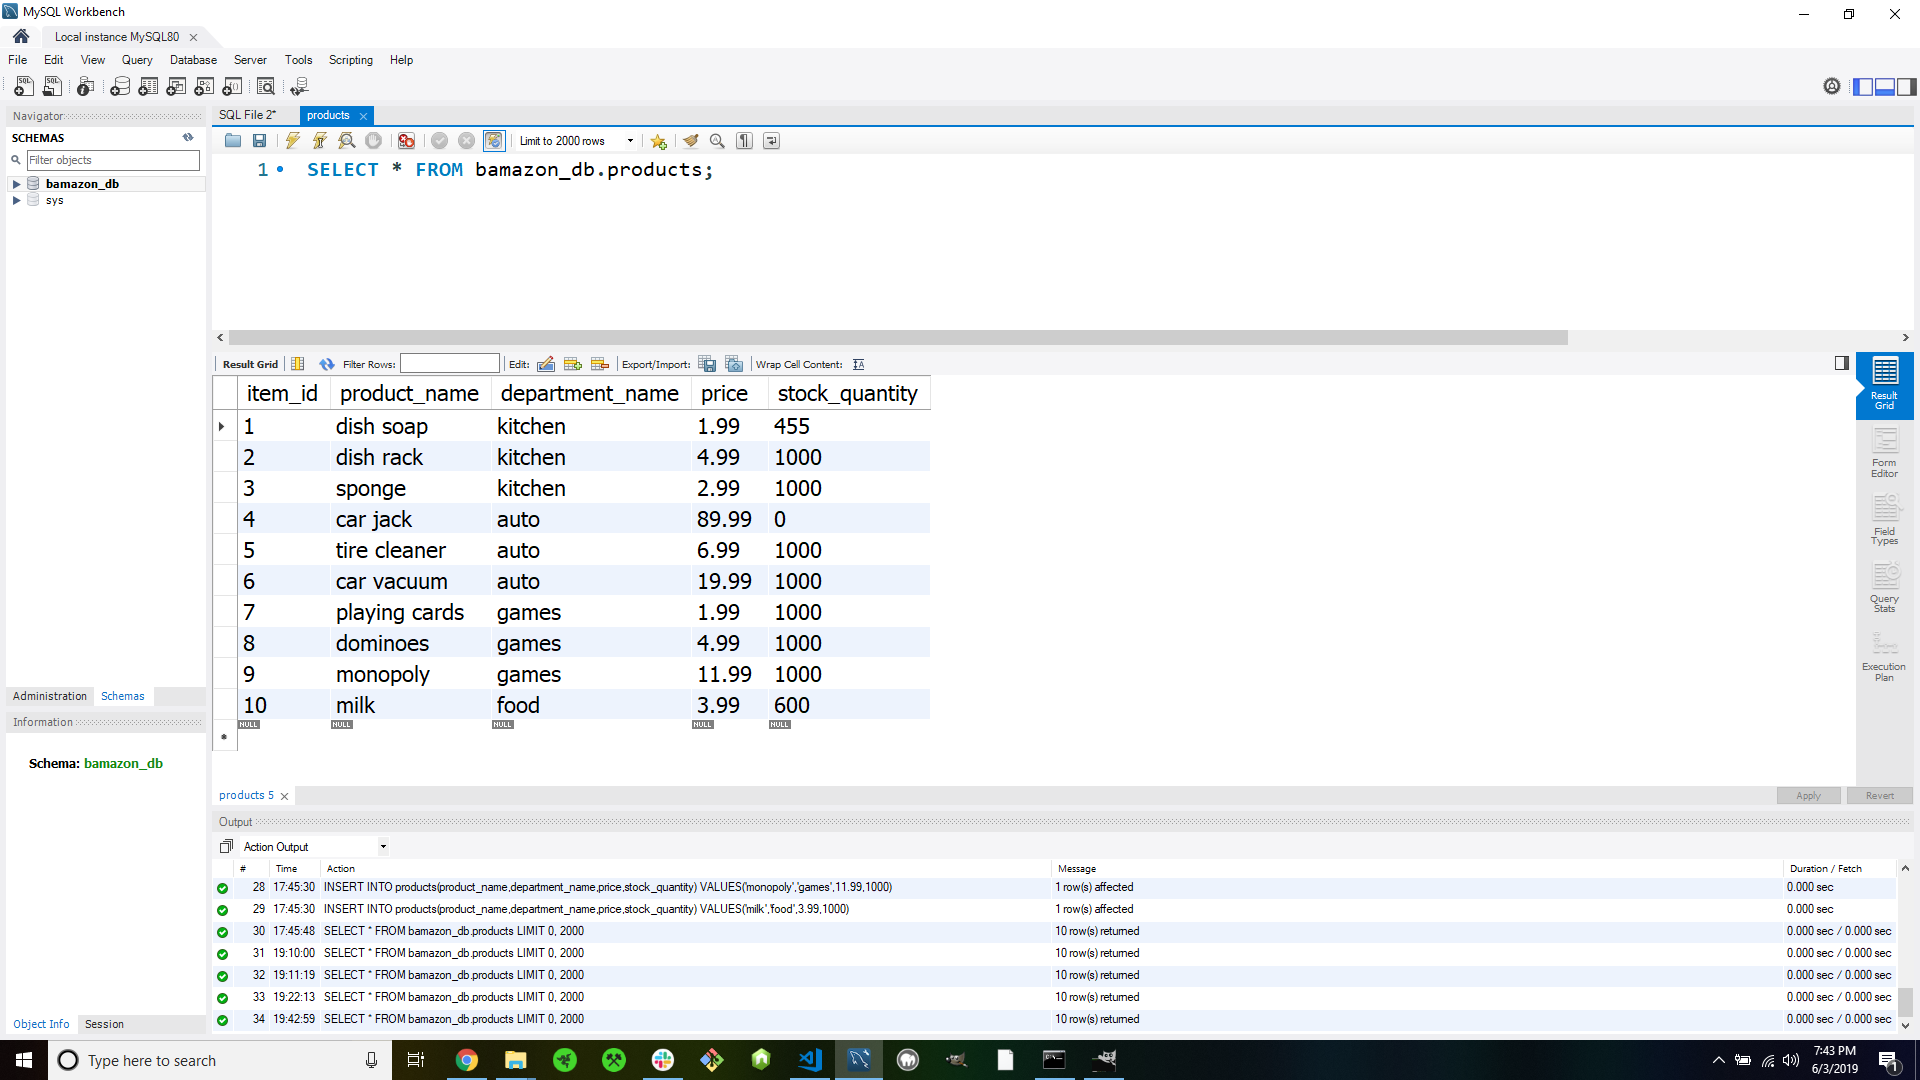 MySQL Workbench
Local instance MySQL80
File Edit View Query Database Server Tools Scripting Help
Navigator
SCHEMAS
Filter objects
bamazon_db
sys
Administration Schemas
Information
Schema: bamazon_db
Object Info Session
SQL File 2* products
Limit to 2000 rows
1 SELECT * FROM bamazon_db.products;
Result Grid Filter Rows: Edit: Export/Import: Wrap Cell Content:
item_id product_name department_name price stock_quantity
1 dish soap kitchen 1.99 455
2 dish rack kitchen 4.99 1000
3 sponge kitchen 2.99 1000
4 car jack auto 89.99 0
5 tire cleaner auto 6.99 1000
6 car vacuum auto 19.99 1000
7 playing cards games 1.99 1000
8 dominoes games 4.99 1000
9 monopoly games 11.99 1000
10 milk food 3.99 600
NULL NULL NULL NULL NULL
Result
Grid
Form
Editor
Field
Types
Query
Stats
Execution
Plan
products 5
Apply Revert
Output
Action Output
# Time Action Message Duration / Fetch
28 17:45:30 INSERT INTO products(product_name,department_name,price,stock_quantity) VALUES('monopoly','games',11.99,1000) 1 row(s) affected 0.000 sec
29 17:45:30 INSERT INTO products(product_name,department_name,price,stock_quantity) VALUES('milk','food',3.99,1000) 1 row(s) affected 0.000 sec
30 17:45:48 SELECT * FROM bamazon_db.products LIMIT 0, 2000 10 row(s) returned 0.000 sec / 0.000 sec
31 19:10:00 SELECT * FROM bamazon_db.products LIMIT 0, 2000 10 row(s) returned 0.000 sec / 0.000 sec
32 19:11:19 SELECT * FROM bamazon_db.products LIMIT 0, 2000 10 row(s) returned 0.000 sec / 0.000 sec
33 19:22:13 SELECT * FROM bamazon_db.products LIMIT 0, 2000 10 row(s) returned 0.000 sec / 0.000 sec
34 19:42:59 SELECT * FROM bamazon_db.products LIMIT 0, 2000 10 row(s) returned 0.000 sec / 0.000 sec
Type here to search
7:43 PM
6/3/2019
1